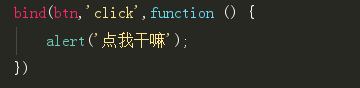 bind(btn,'click',function () {
    alert('点我干嘛');
})